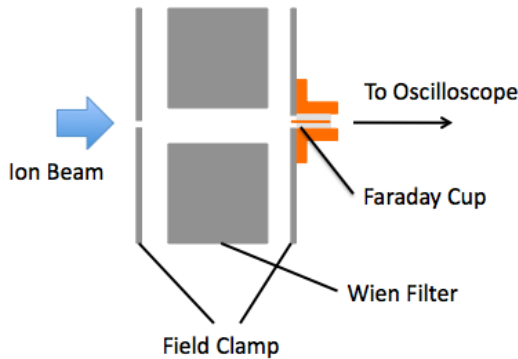 To Oscilloscope
Ion Beam
Faraday Cup
Wien Filter
Field Clamp